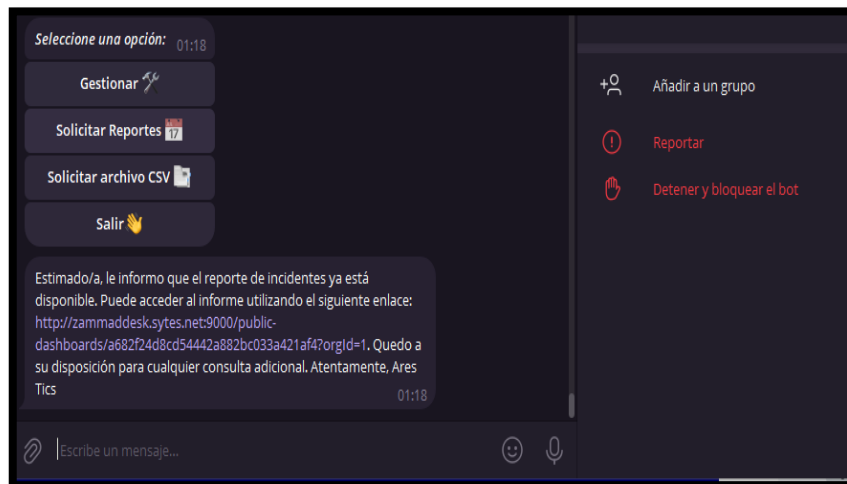 Seleccione una opción: 01:18
Gestionar 🛠
Solicitar Reportes 📅
Solicitar archivo CSV 📑
Salir 👋
Estimado/a, le informo que el reporte de incidentes ya está
disponible. Puede acceder al informe utilizando el siguiente enlace:
http://zammaddesk.sytes.net:9000/public-
dashboards/a682f24d8cd54442a882bc033a421af4?orgId=1. Quedo a
su disposición para cualquier consulta adicional. Atentamente, Ares
Tics 01:18
Escribe un mensaje...
Añadir a un grupo
Reportar
Detener y bloquear el bot